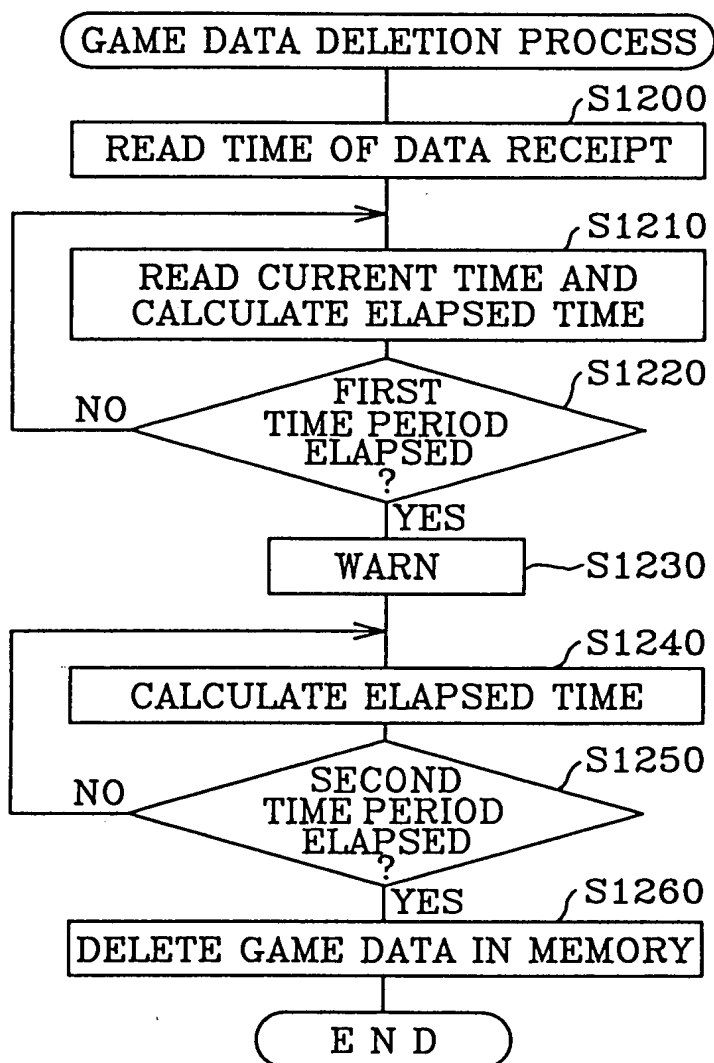 GAME DATA DELETION PROCESS
S1200
READ TIME OF DATA RECEIPT
S1210
READ CURRENT TIME AND
CALCULATE ELAPSED TIME
S1220
FIRST
TIME PERIOD
ELAPSED
?
NO
YES
WARN
S1230
S1240
CALCULATE ELAPSED TIME
S1250
SECOND
TIME PERIOD
ELAPSED
?
NO
YES
S1260
DELETE GAME DATA IN MEMORY
END